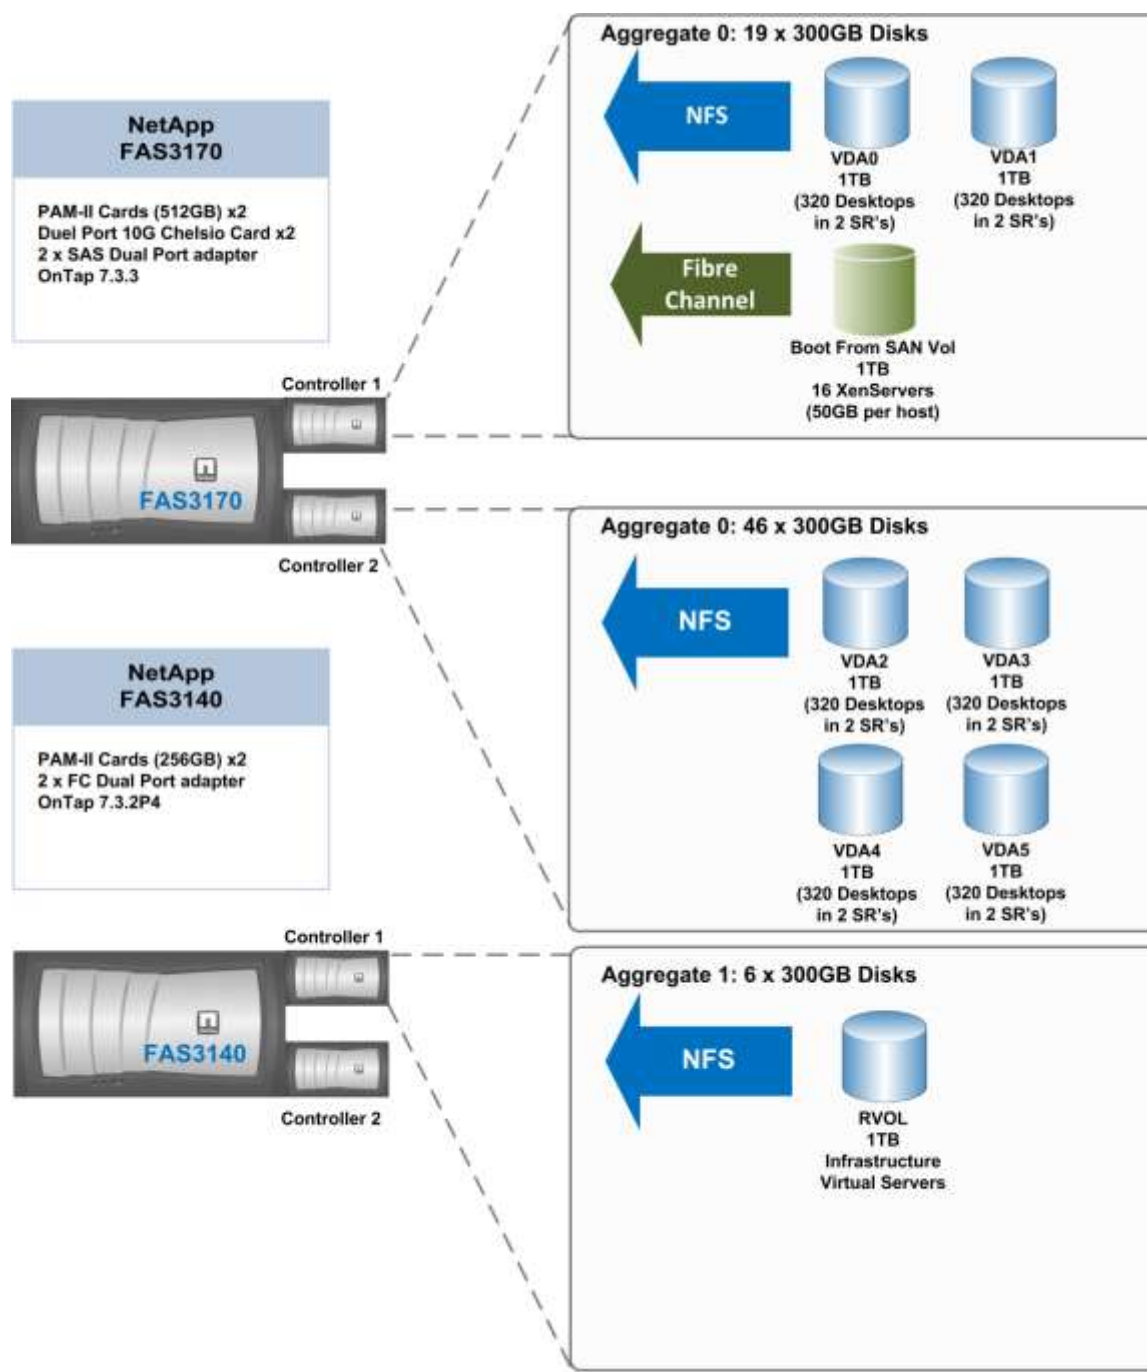 NetApp
FAS3170
PAM-II Cards (512GB) x2
Duel Port 10G Chelsio Card x2
2 x SAS Dual Port adapter
OnTap 7.3.3
Controller 1
FAS3170
Controller 2
Aggregate 0: 19 x 300GB Disks
NFS
VDA0
1TB
(320 Desktops
in 2 SR's)
VDA1
1TB
(320 Desktops
in 2 SR's)
Fibre
Channel
Boot From SAN Vol
1TB
16 XenServers
(50GB per host)
Aggregate 0: 46 x 300GB Disks
NFS
VDA2
1TB
(320 Desktops
in 2 SR's)
VDA3
1TB
(320 Desktops
in 2 SR's)
VDA4
1TB
(320 Desktops
in 2 SR's)
VDA5
1TB
(320 Desktops
in 2 SR's)
NetApp
FAS3140
PAM-II Cards (256GB) x2
2 x FC Dual Port adapter
OnTap 7.3.2P4
Controller 1
FAS3140
Controller 2
Aggregate 1: 6 x 300GB Disks
NFS
RVOL
1TB
Infrastructure
Virtual Servers